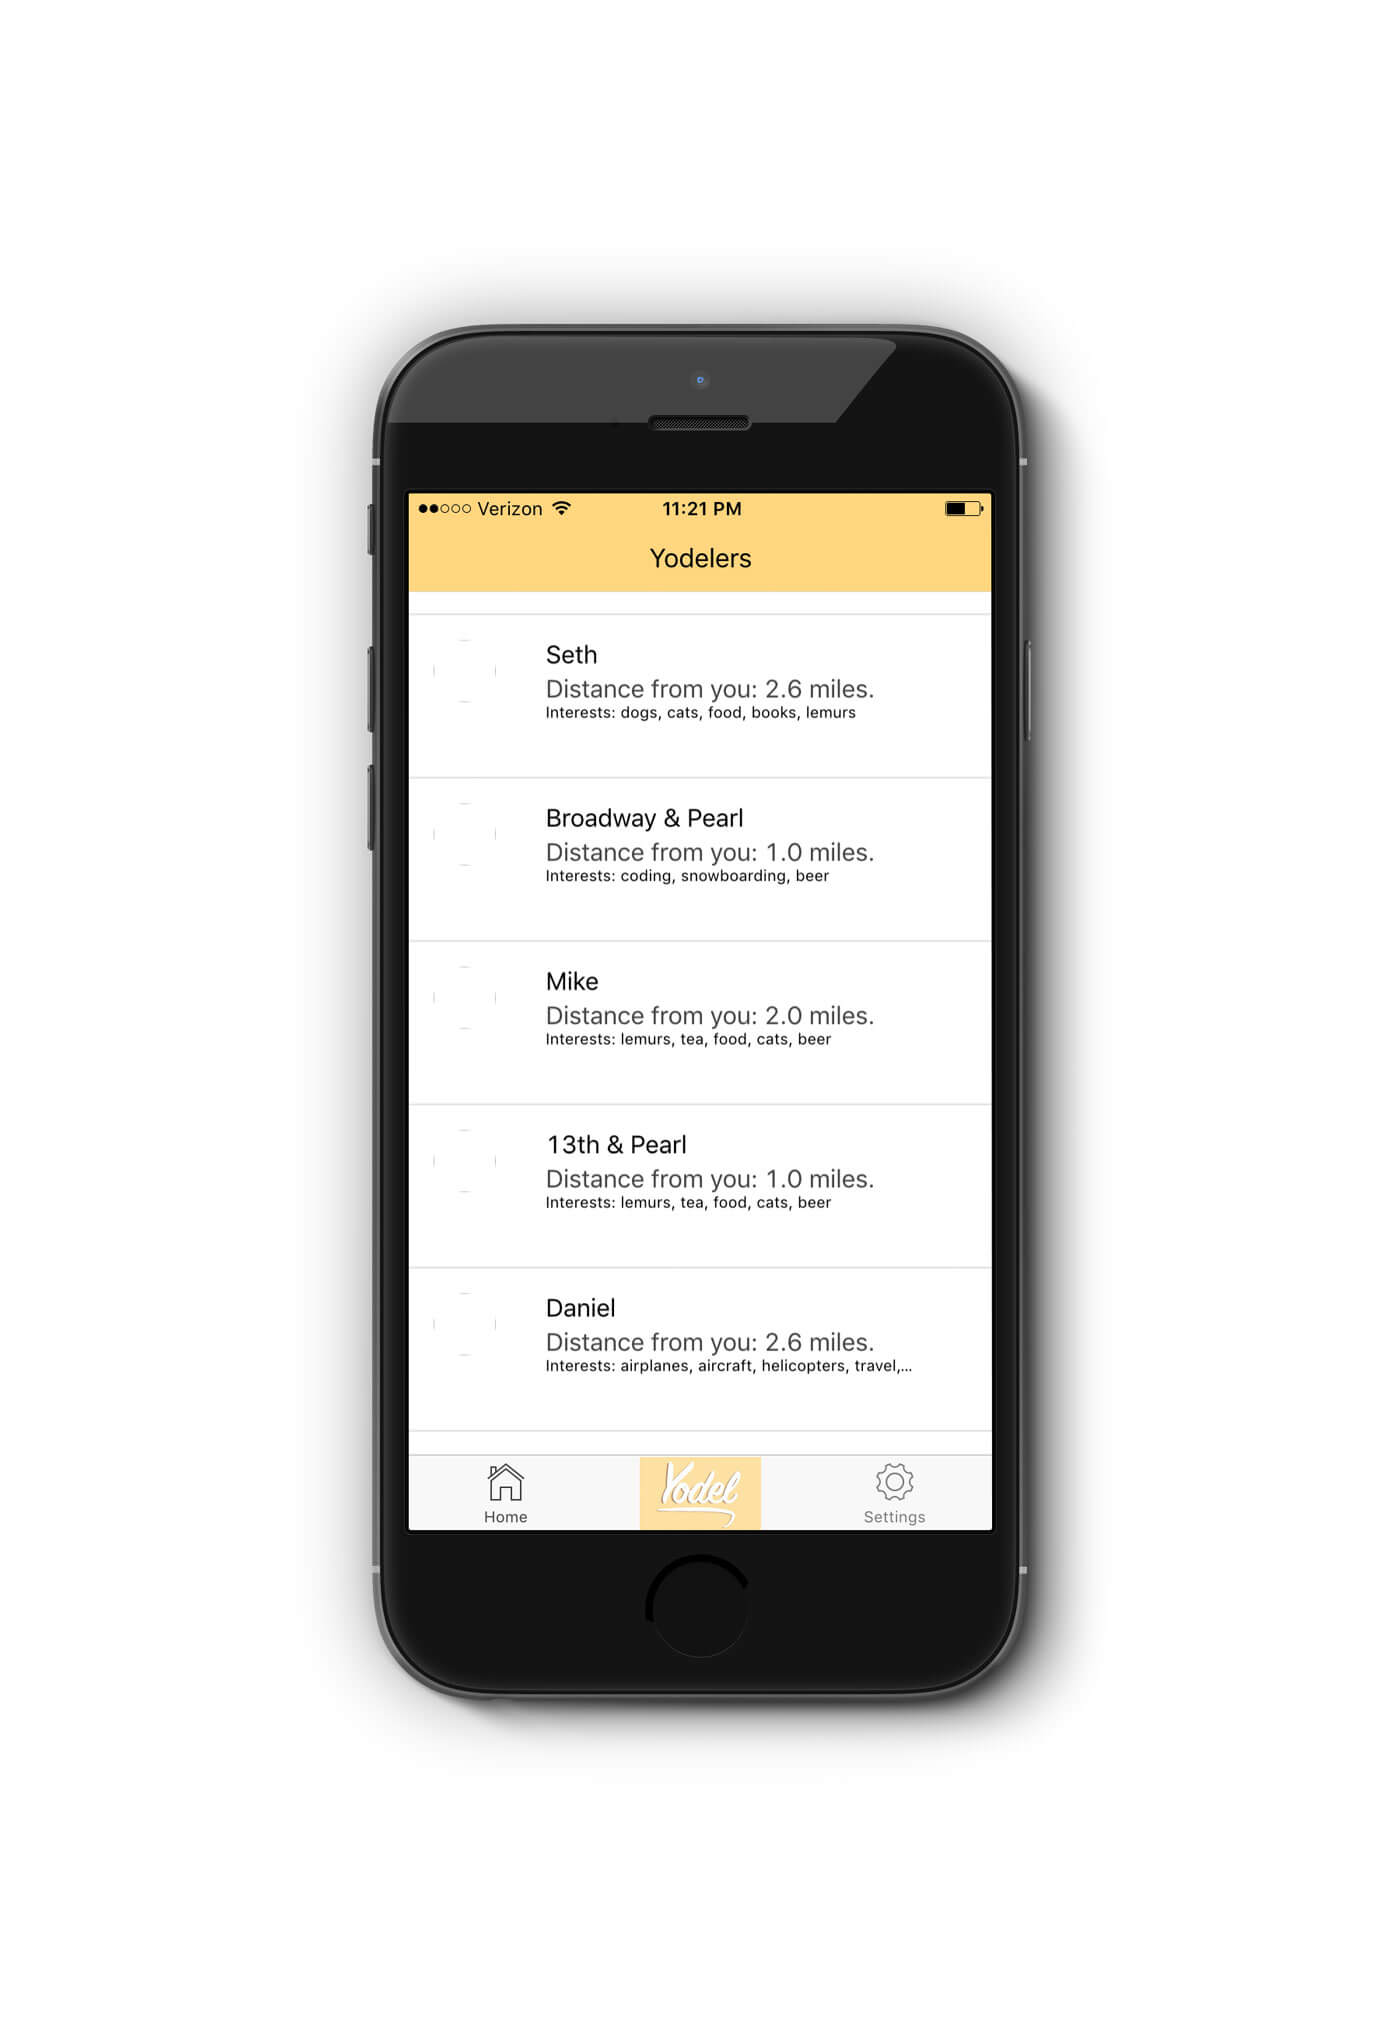 Verizon 11:21 PM
Yodelers
Seth
Distance from you: 2.6 miles.
Interests: dogs, cats, food, books, lemurs
Broadway & Pearl
Distance from you: 1.0 miles.
Interests: coding, snowboarding, beer
Mike
Distance from you: 2.0 miles.
Interests: lemurs, tea, food, cats, beer
13th & Pearl
Distance from you: 1.0 miles.
Interests: lemurs, tea, food, cats, beer
Daniel
Distance from you: 2.6 miles.
Interests: airplanes, aircraft, helicopters, travel,...
Home Yodel Settings